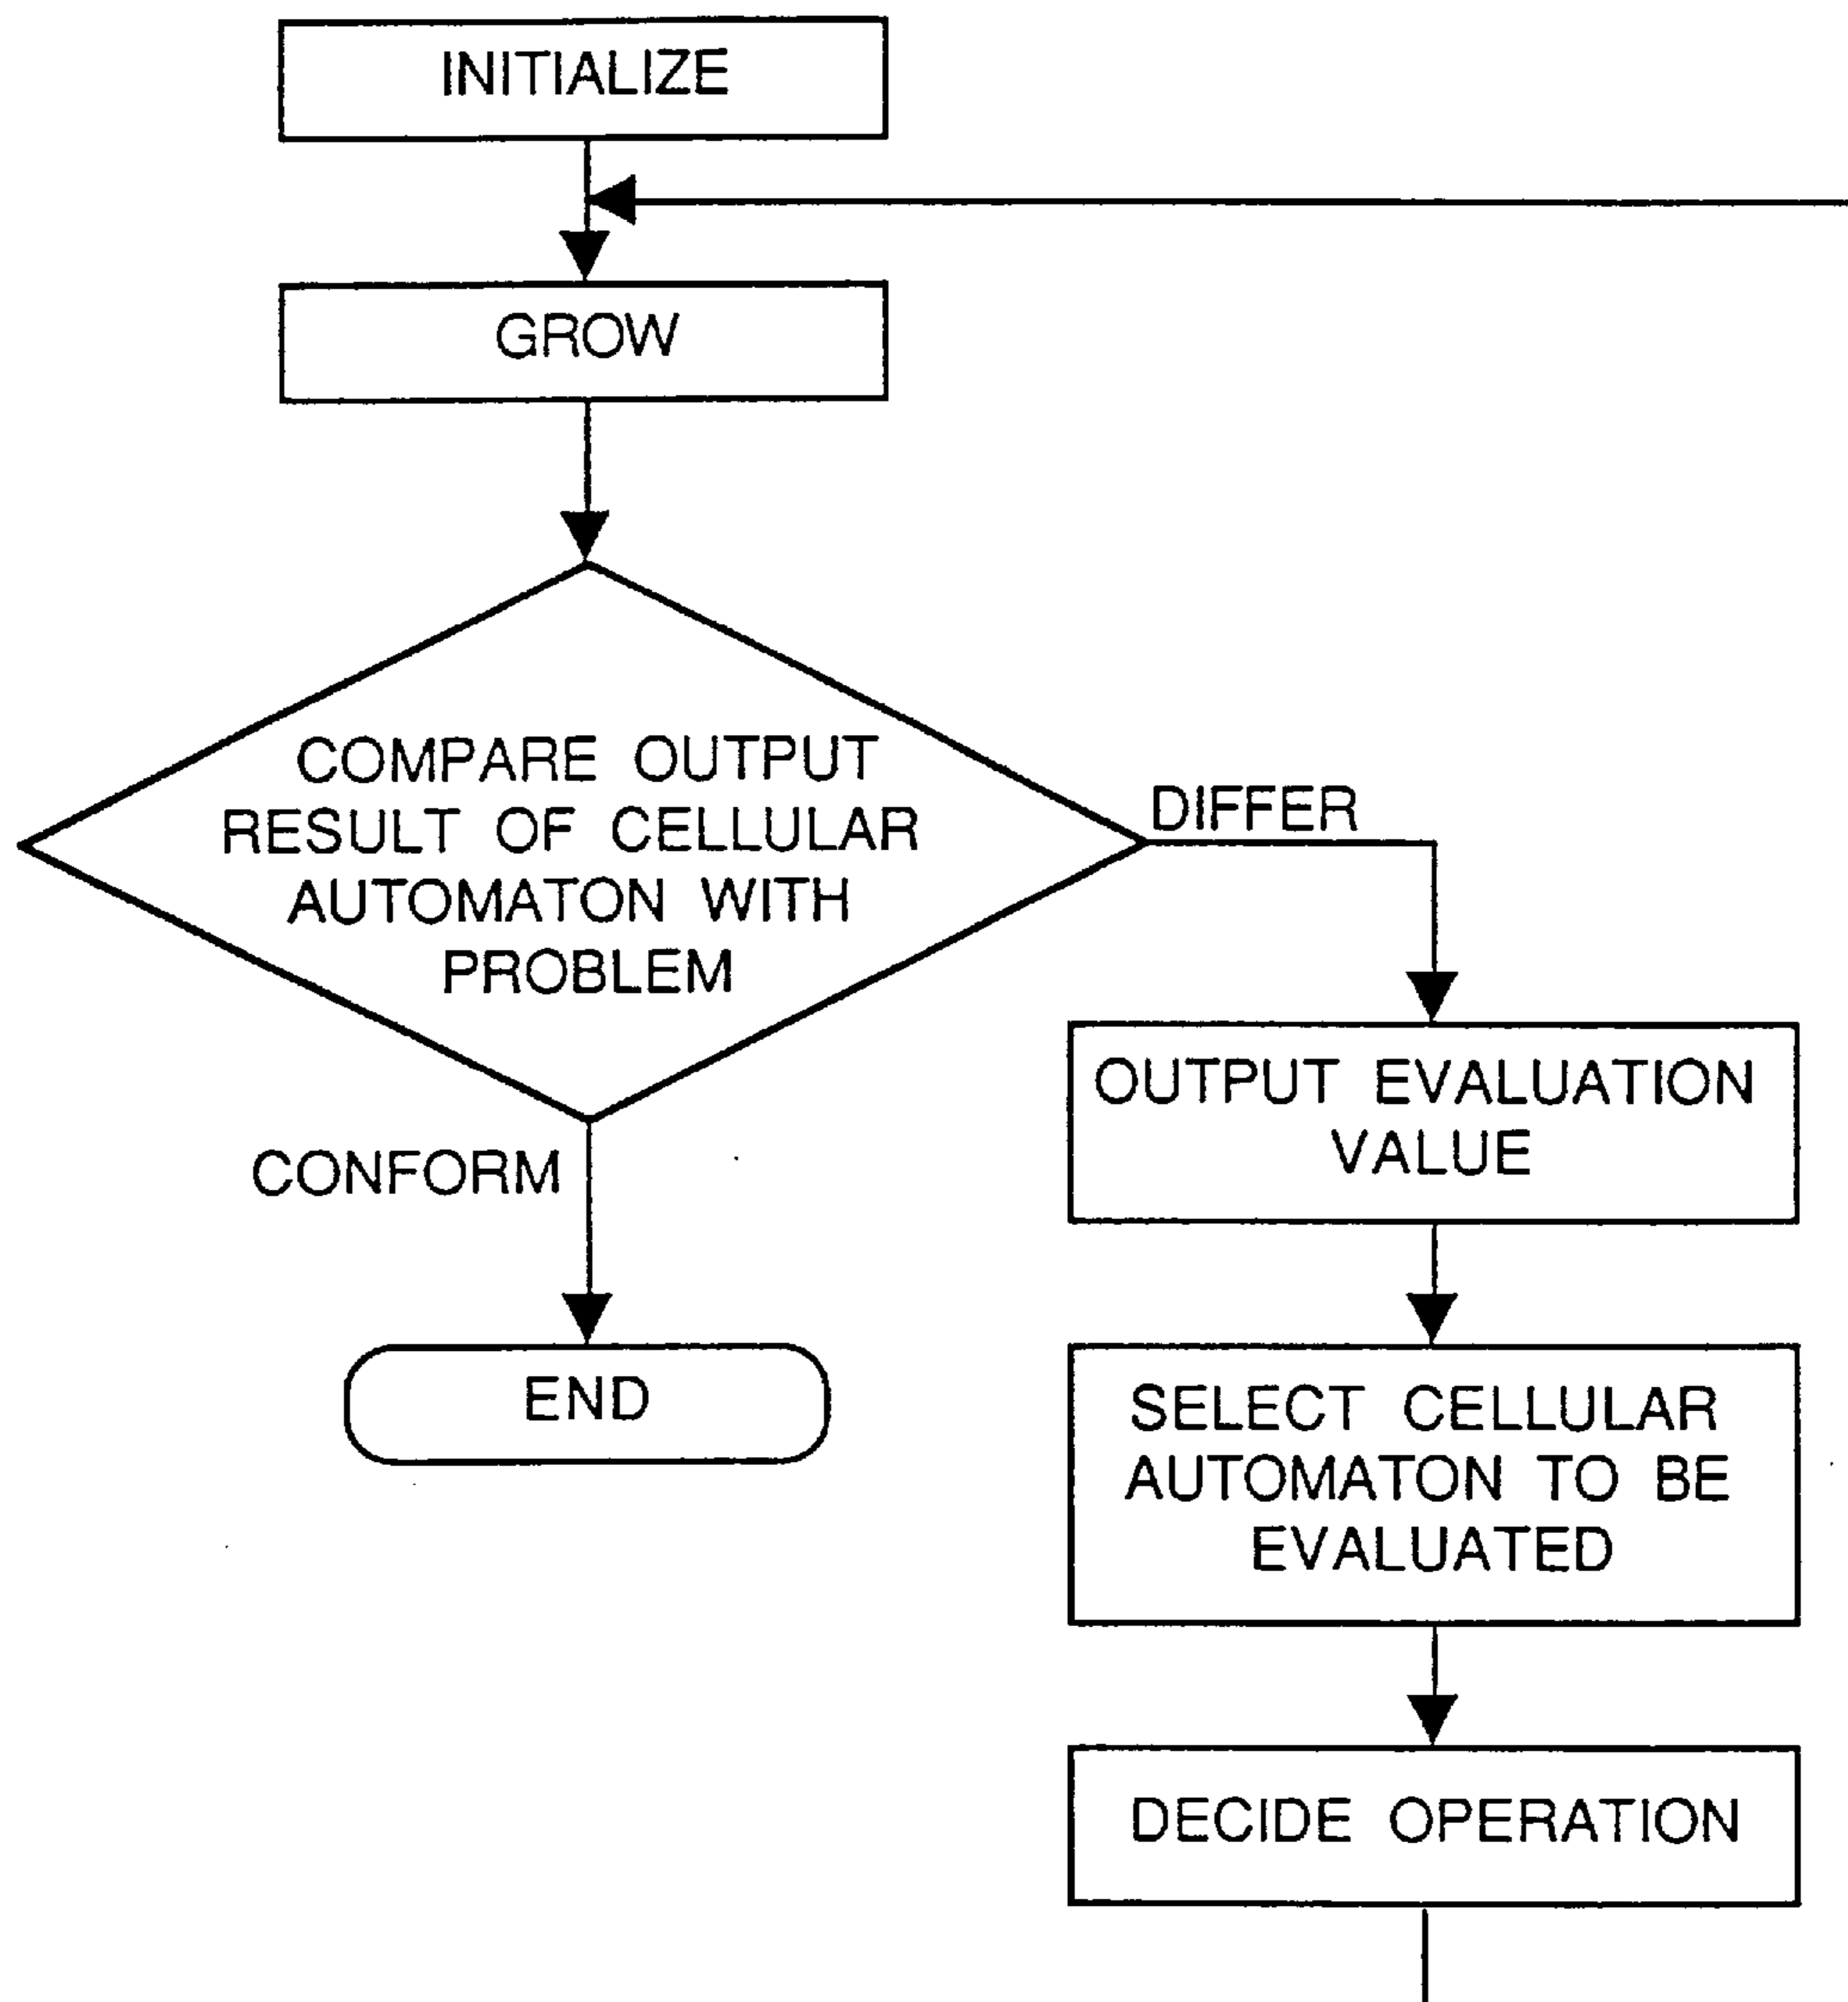 INITIALIZE
GROW
COMPARE OUTPUT
RESULT OF CELLULAR
AUTOMATON WITH
PROBLEM
DIFFER
CONFORM
END
OUTPUT EVALUATION
VALUE
SELECT CELLULAR
AUTOMATON TO BE
EVALUATED
DECIDE OPERATION